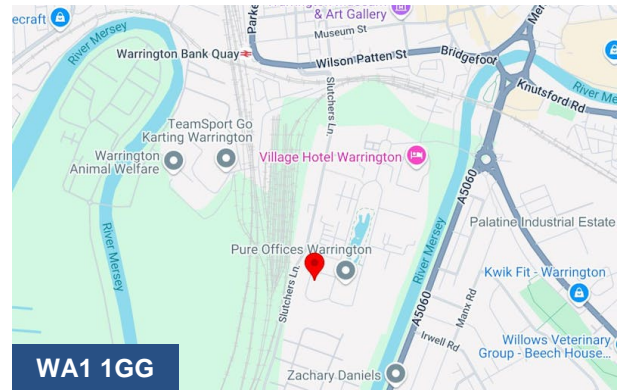 ecraft
River Mersey
Parke
& Art Gallery
Museum St
Warrington Bank Quay
Wilson Patten St
Bridgefoot
Mer
Knutsford Rd
Slutchers Ln.
TeamSport Go
Karting Warrington
Warrington
Animal Welfare
Village Hotel Warrington
A5060
Palatine Industrial Estate
River Mersey
Pure Offices Warrington
River Mersey
Kwik Fit - Warrington
Slutchers Ln.
Manx Rd
A5060
Irwell Rd
Willows Veterinary
Group - Beech House...
Zachary Daniels
WA1 1GG